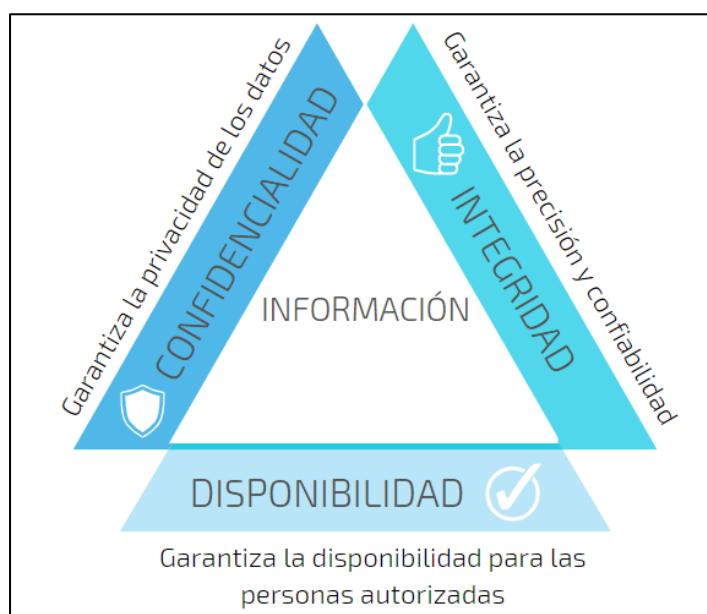 Garantiza la privacidad de los datos
CONFIDENCIALIDAD
Garantiza la precisión y confiabilidad
INTEGRIDAD
INFORMACIÓN
DISPONIBILIDAD
Garantiza la disponibilidad para las
personas autorizadas